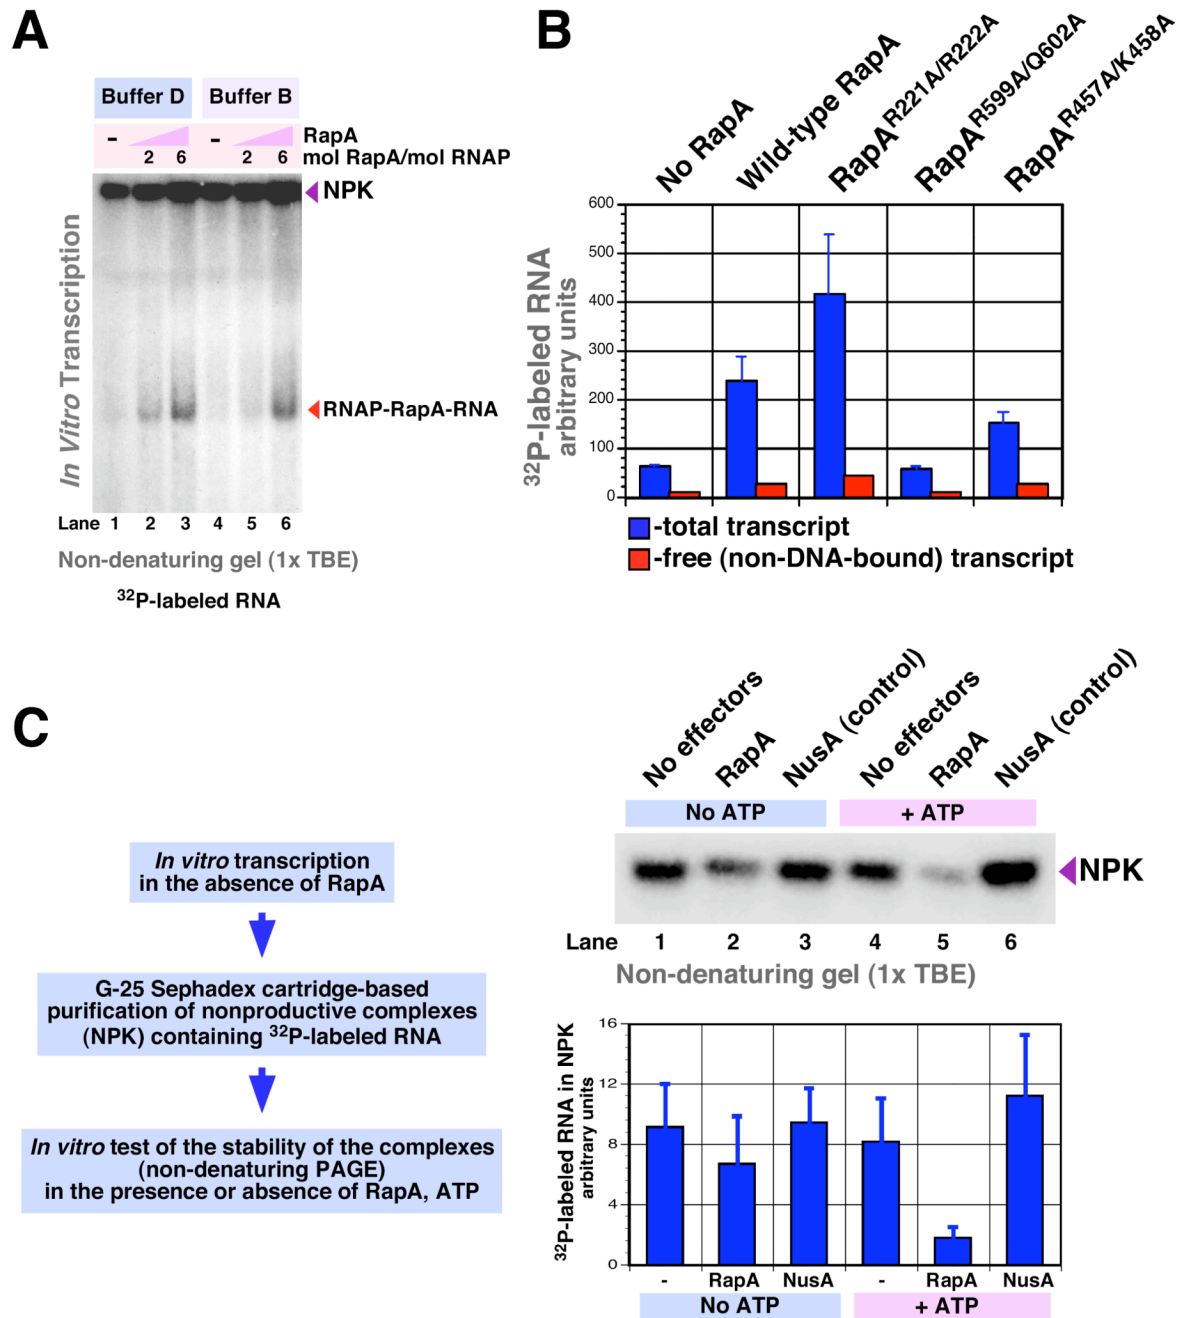 A
Buffer D Buffer B
- - RapA
2 6 2 6 mol RapA/mol RNAP
NPK
In Vitro Transcription
RNAP-RapA-RNA
Lane 1 2 3 4 5 6
Non-denaturing gel (1x TBE)
32P-labeled RNA
B
No RapA
Wild-type RapA
RapA R221A/R222A
RapA R599A/Q602A
RapA R457A/K458A
32P-labeled RNA
arbitrary units
600
500
400
300
200
100
0
-total transcript
-free (non-DNA-bound) transcript
C
In vitro transcription
in the absence of RapA
G-25 Sephadex cartridge-based
purification of nonproductive complexes
(NPK) containing 32P-labeled RNA
In vitro test of the stability of the complexes
(non-denaturing PAGE)
in the presence or absence of RapA, ATP
No effectors
RapA
NusA (control)
No effectors
RapA
NusA (control)
No ATP + ATP
NPK
Lane 1 2 3 4 5 6
Non-denaturing gel (1x TBE)
32P-labeled RNA in NPK
arbitrary units
16
12
8
4
0
- RapA NusA - RapA NusA
No ATP + ATP